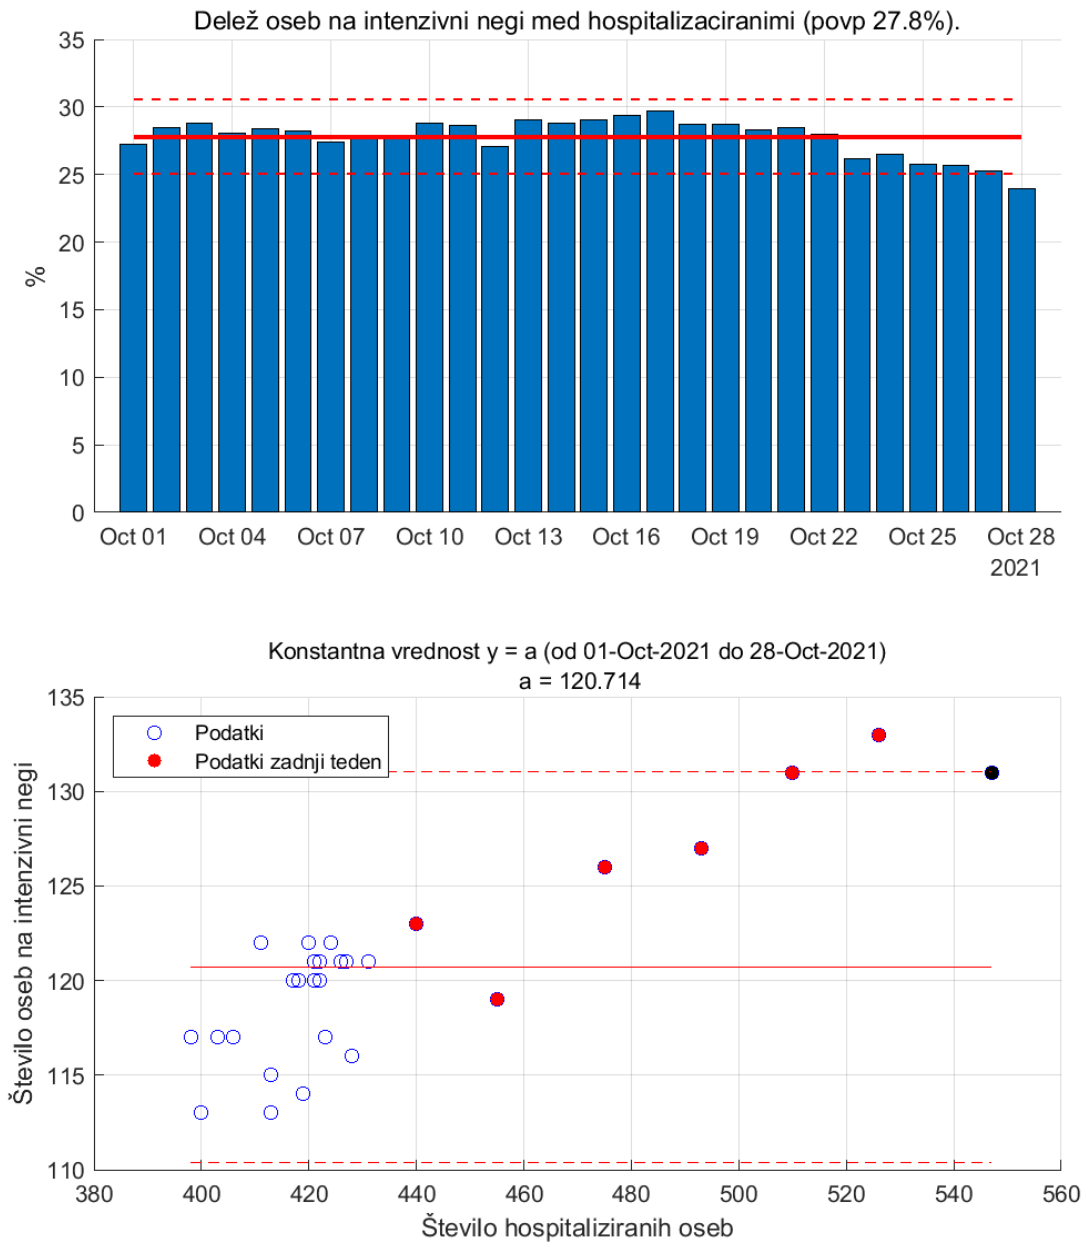 Delež oseb na intenzivni negi med hospitalizaciranimi (povp 27.8%).
35
30
25
20
15
10
5
0
%
Oct 01 Oct 04 Oct 07 Oct 10 Oct 13 Oct 16 Oct 19 Oct 22 Oct 25 Oct 28
2021
Konstantna vrednost y = a (od 01-Oct-2021 do 28-Oct-2021)
a = 120.714
Podatki
Podatki zadnji teden
135
130
125
120
115
110
Število oseb na intenzivni negi
380 400 420 440 460 480 500 520 540 560
Število hospitaliziranih oseb